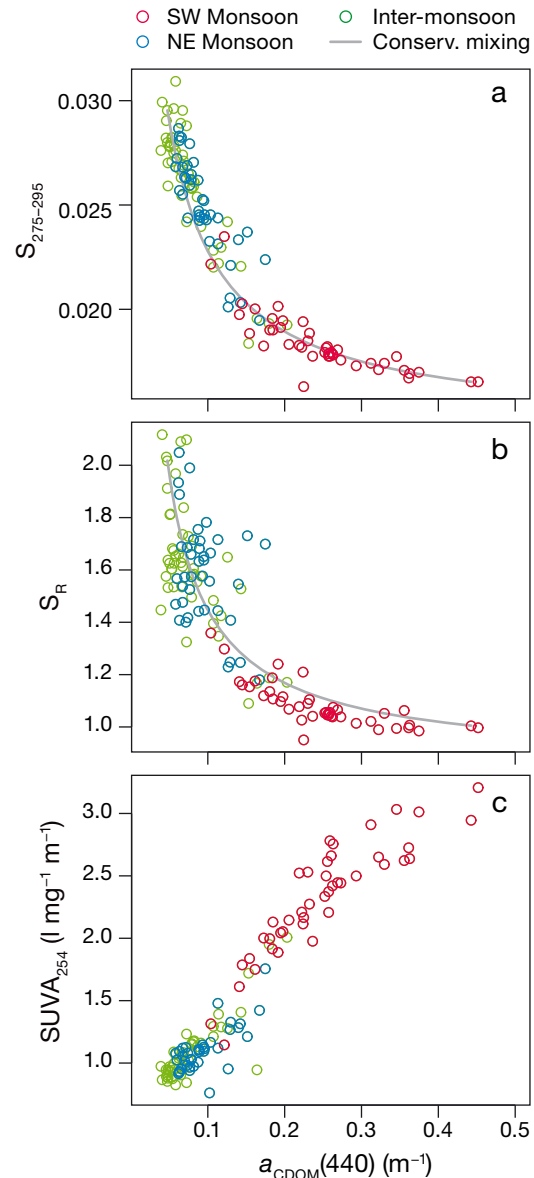 SW Monsoon Inter-monsoon
NE Monsoon Conserv. mixing
a
0.030
0.025
0.020
S275–295
b
2.0
1.8
1.6
1.4
1.2
1.0
SR
c
3.0
2.5
2.0
1.5
1.0
SUVA254 (l mg–1 m–1)
0.1 0.2 0.3 0.4 0.5
aCDOM(440) (m–1)